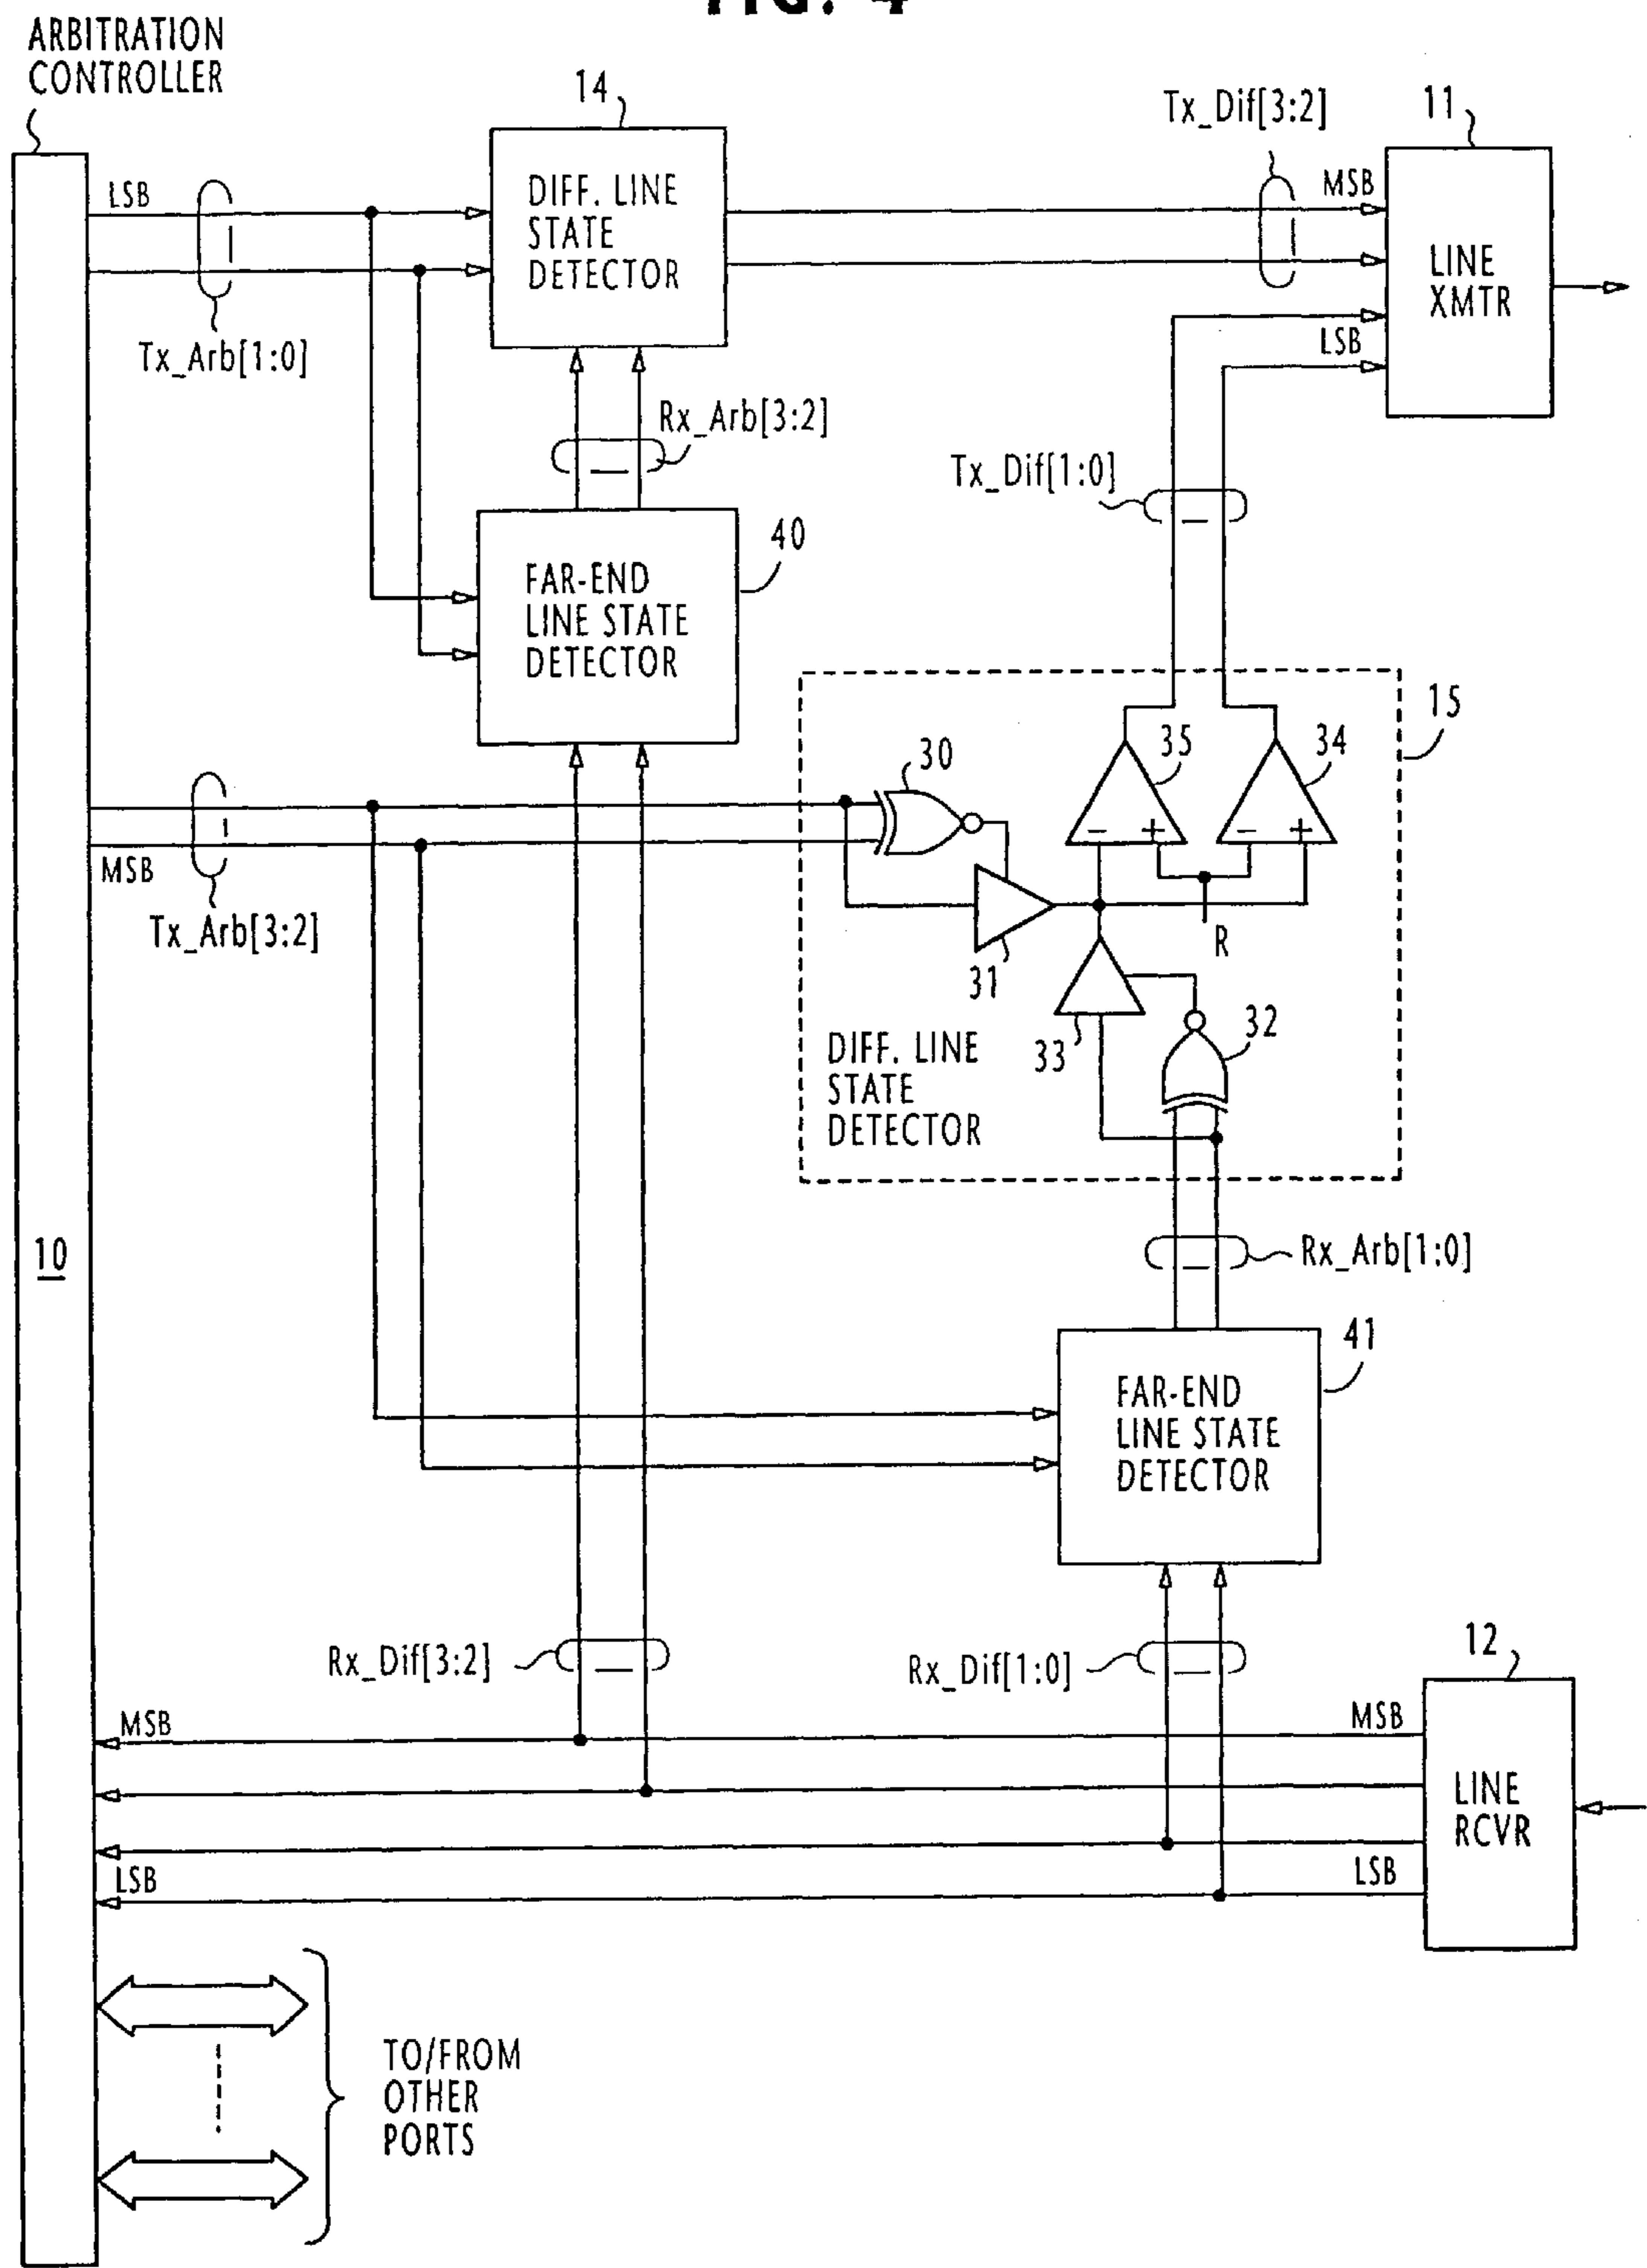 FIG. 4
ARBITRATION
CONTROLLER
14
Tx_Dif[3:2]
11
LSB
DIFF. LINE
STATE
DETECTOR
MSB
LINE
XMTR
LSB
Tx_Arb[1:0]
Rx_Arb[3:2]
Tx_Dif[1:0]
40
FAR-END
LINE STATE
DETECTOR
15
30
35
34
- +
- +
MSB
Tx_Arb[3:2]
R
31
32
33
DIFF. LINE
STATE
DETECTOR
10
Rx_Arb[1:0]
41
FAR-END
LINE STATE
DETECTOR
Rx_Dif[3:2]
Rx_Dif[1:0]
12
MSB
MSB
LINE
RCVR
LSB
LSB
TO/FROM
OTHER
PORTS